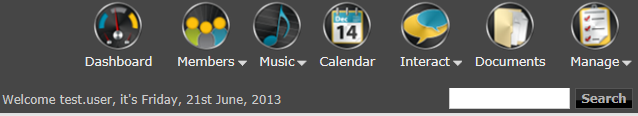 Dec
14
Dashboard Members Music Calendar Interact Documents Manage
Welcome test.user, it's Friday, 21st June, 2013 Search